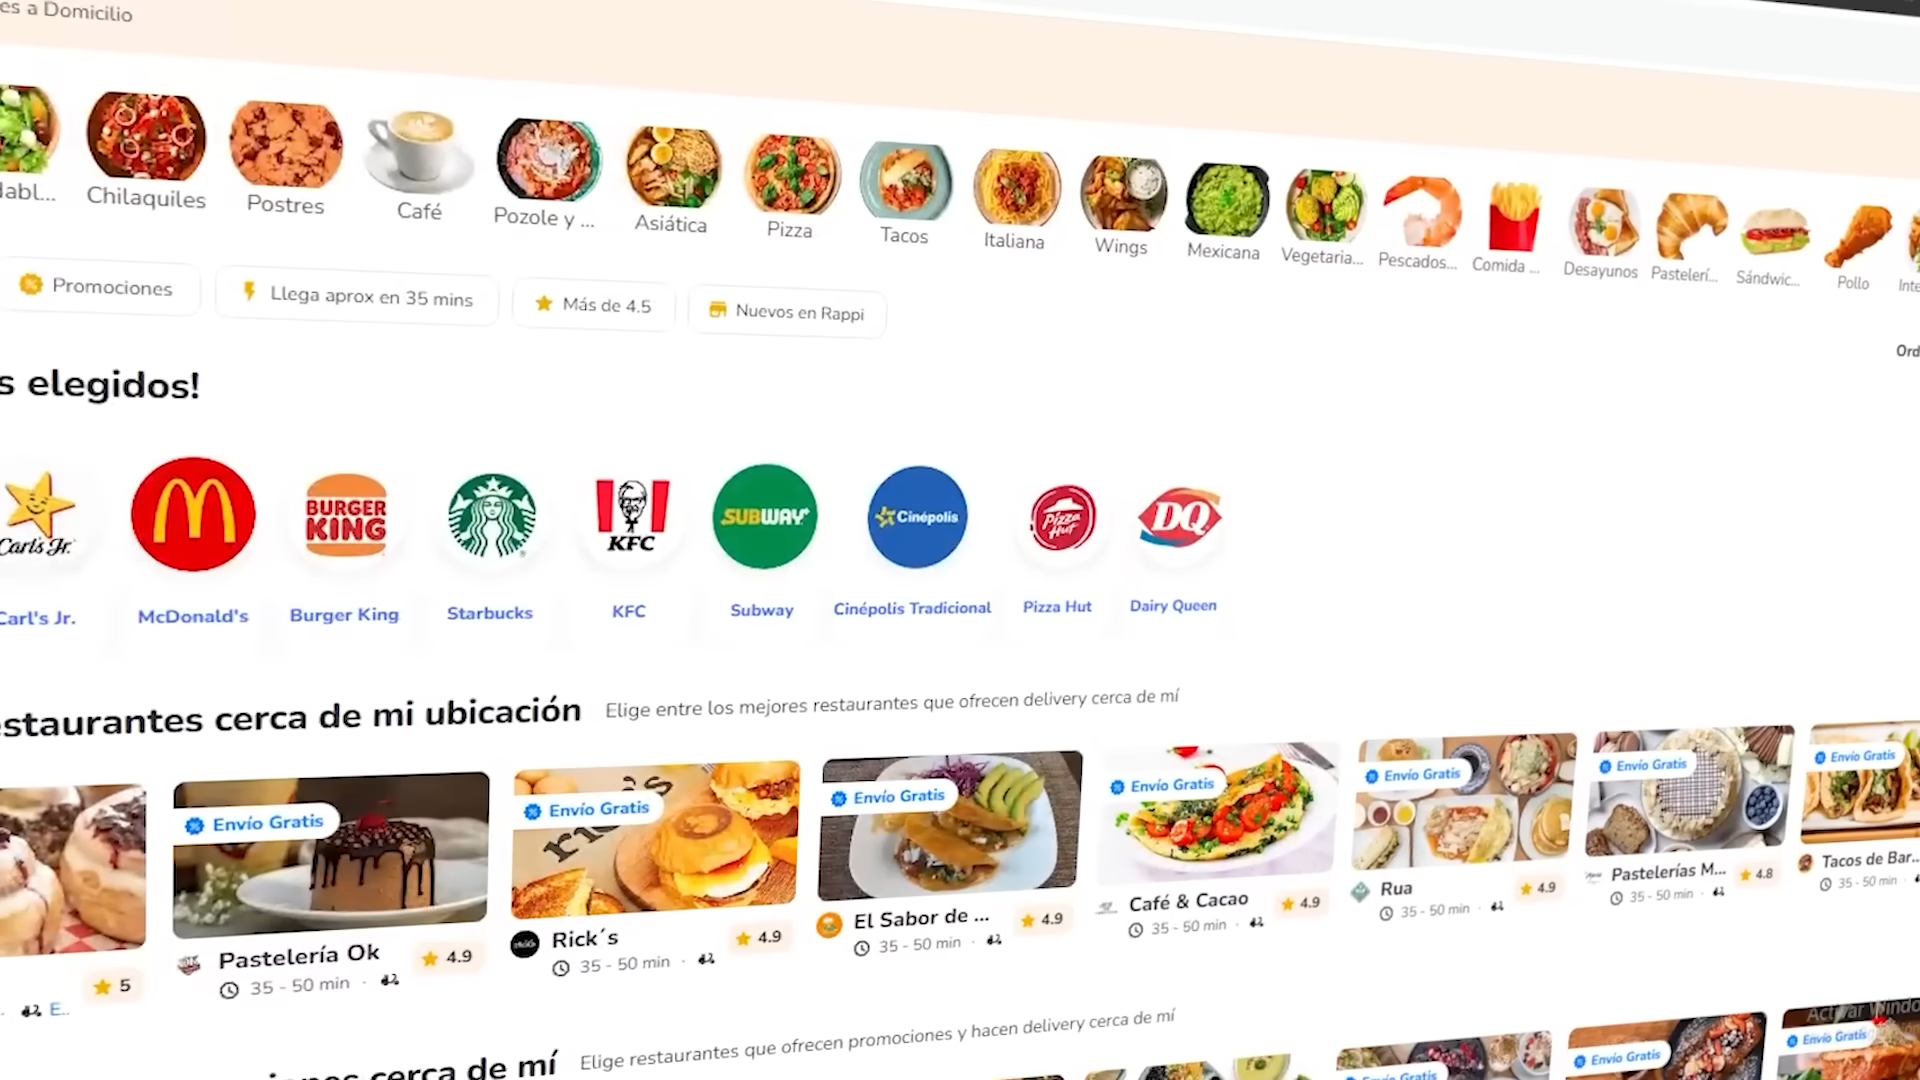 es a Domicilio
dabl...
Chilaquiles
Postres
Café
Pozole y ...
Asiática
Pizza
Tacos
Italiana
Wings
Mexicana
Vegetaria...
Pescados...
Comida ...
Desayunos
Pastelerí...
Sándwic...
Pollo
Inte
Promociones
Llega aprox en 35 mins
Más de 4.5
Nuevos en Rappi
Ord
s elegidos!
Carl's Jr.
BURGER
KING
KFC
SUBWAY
Cinépolis
Pizza
Hut
DQ
Carl's Jr.
McDonald's
Burger King
Starbucks
KFC
Subway
Cinépolis Tradicional
Pizza Hut
Dairy Queen
estaurantes cerca de mi ubicación
Elige entre los mejores restaurantes que ofrecen delivery cerca de mí
Envío Gratis
Envío Gratis
Envío Gratis
Envío Gratis
Envío Gratis
Envío Gratis
Envío Gratis
5
E..
Pastelería Ok
4.9
35 - 50 min
Rick´s
4.9
35 - 50 min
El Sabor de ...
4.9
35 - 50 min
Café & Cacao
4.9
35 - 50 min
Rua
4.9
35 - 50 min
Pastelerías M...
4.8
35 - 50 min
Tacos de Bar...
35 - 50 min
cerca de mí
Elige restaurantes que ofrecen promociones y hacen delivery cerca de mí
Envío Gratis
Envío Gratis
Envío Gratis